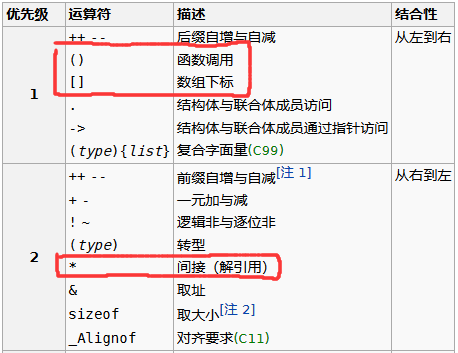 优先级 运算符 描述 结合性
1 ++ -- 后缀自增与自减 从左到右
() 函数调用
[] 数组下标
. 结构体与联合体成员访问
-> 结构体与联合体成员通过指针访问
(type){list} 复合字面量(C99)
2 ++ -- 前缀自增与自减[注 1] 从右到左
+ - 一元加与减
! ~ 逻辑非与逐位非
(type) 转型
* 间接（解引用）
& 取址
sizeof 取大小[注 2]
_Alignof 对齐要求(C11)